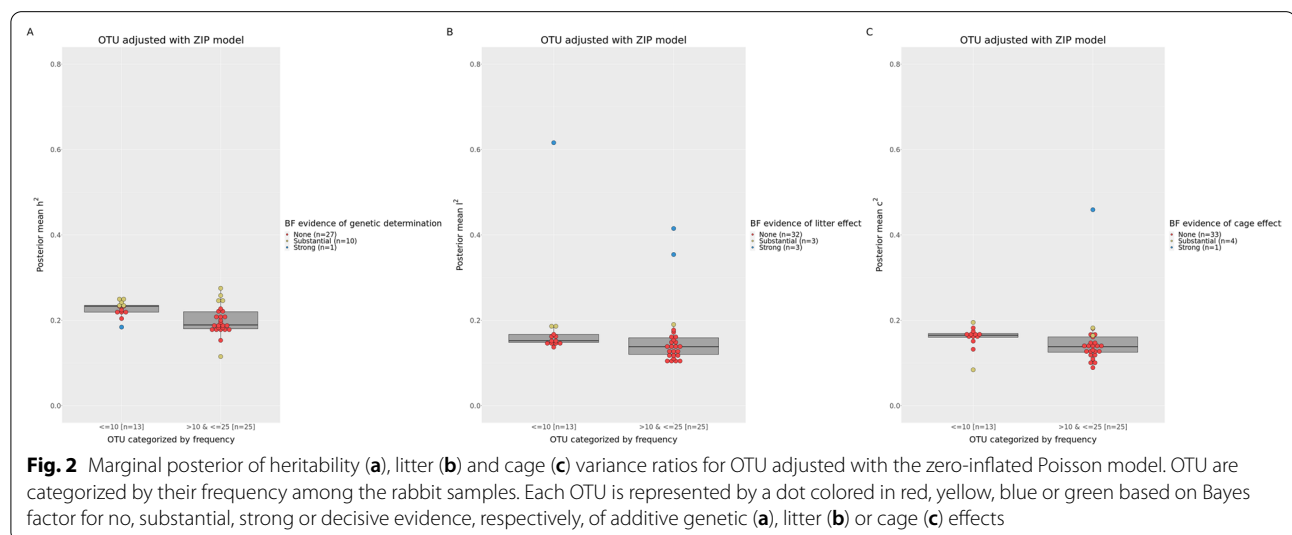 A
OTU adjusted with ZIP model
0.8
0.6
0.4
0.2
0.0
Posterior mean h²
<=10 [n=13]
>10 & <=25 [n=25]
OTU categorized by frequency
BF evidence of genetic determination
None (n=27)
Substantial (n=10)
Strong (n=1)
B
OTU adjusted with ZIP model
0.8
0.6
0.4
0.2
0.0
Posterior mean l²
<=10 [n=13]
>10 & <=25 [n=25]
OTU categorized by frequency
BF evidence of litter effect
None (n=32)
Substantial (n=3)
Strong (n=3)
C
OTU adjusted with ZIP model
0.8
0.6
0.4
0.2
0.0
Posterior mean c²
<=10 [n=13]
>10 & <=25 [n=25]
OTU categorized by frequency
BF evidence of cage effect
None (n=33)
Substantial (n=4)
Strong (n=1)
Fig. 2 Marginal posterior of heritability (a), litter (b) and cage (c) variance ratios for OTU adjusted with the zero-inflated Poisson model. OTU are
categorized by their frequency among the rabbit samples. Each OTU is represented by a dot colored in red, yellow, blue or green based on Bayes
factor for no, substantial, strong or decisive evidence, respectively, of additive genetic (a), litter (b) or cage (c) effects